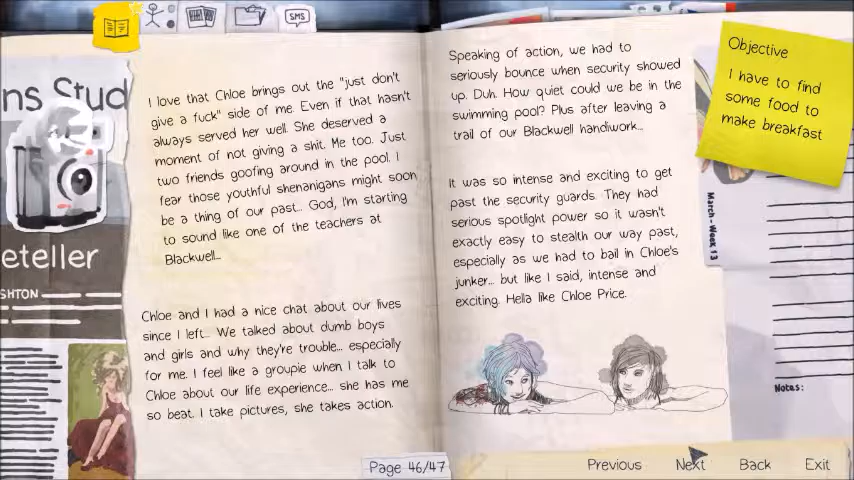 SMS
ns Stud
eteller
SHTON
I love that Chloe brings out the "just don't
give a fuck" side of me. Even if that hasn't
always served her well. She deserved a
moment of not giving a shit. Me too. Just
two friends goofing around in the pool. I
fear those youthful shenanigans might soon
be a thing of our past... God, I'm starting
to sound like one of the teachers at
Blackwell...
Chloe and I had a nice chat about our lives
since I left... We talked about dumb boys
and girls and why they're trouble... especially
for me. I feel like a groupie when I talk to
Chloe about our life experience... she has me
so beat. I take pictures, she takes action.
Speaking of action, we had to
seriously bounce when security showed
up. Duh. How quiet could we be in the
swimming pool? Plus after leaving a
trail of our Blackwell handiwork...
It was so intense and exciting to get
past the security guards. They had
serious spotlight power so it wasn't
exactly easy to stealth our way past,
especially as we had to bail in Chloe's
junker... but like I said, intense and
exciting. Hella like Chloe Price.
Objective
I have to find
some food to
make breakfast
March - Week 13
Notes:
Page 46/47
Previous
Next
Back
Exit